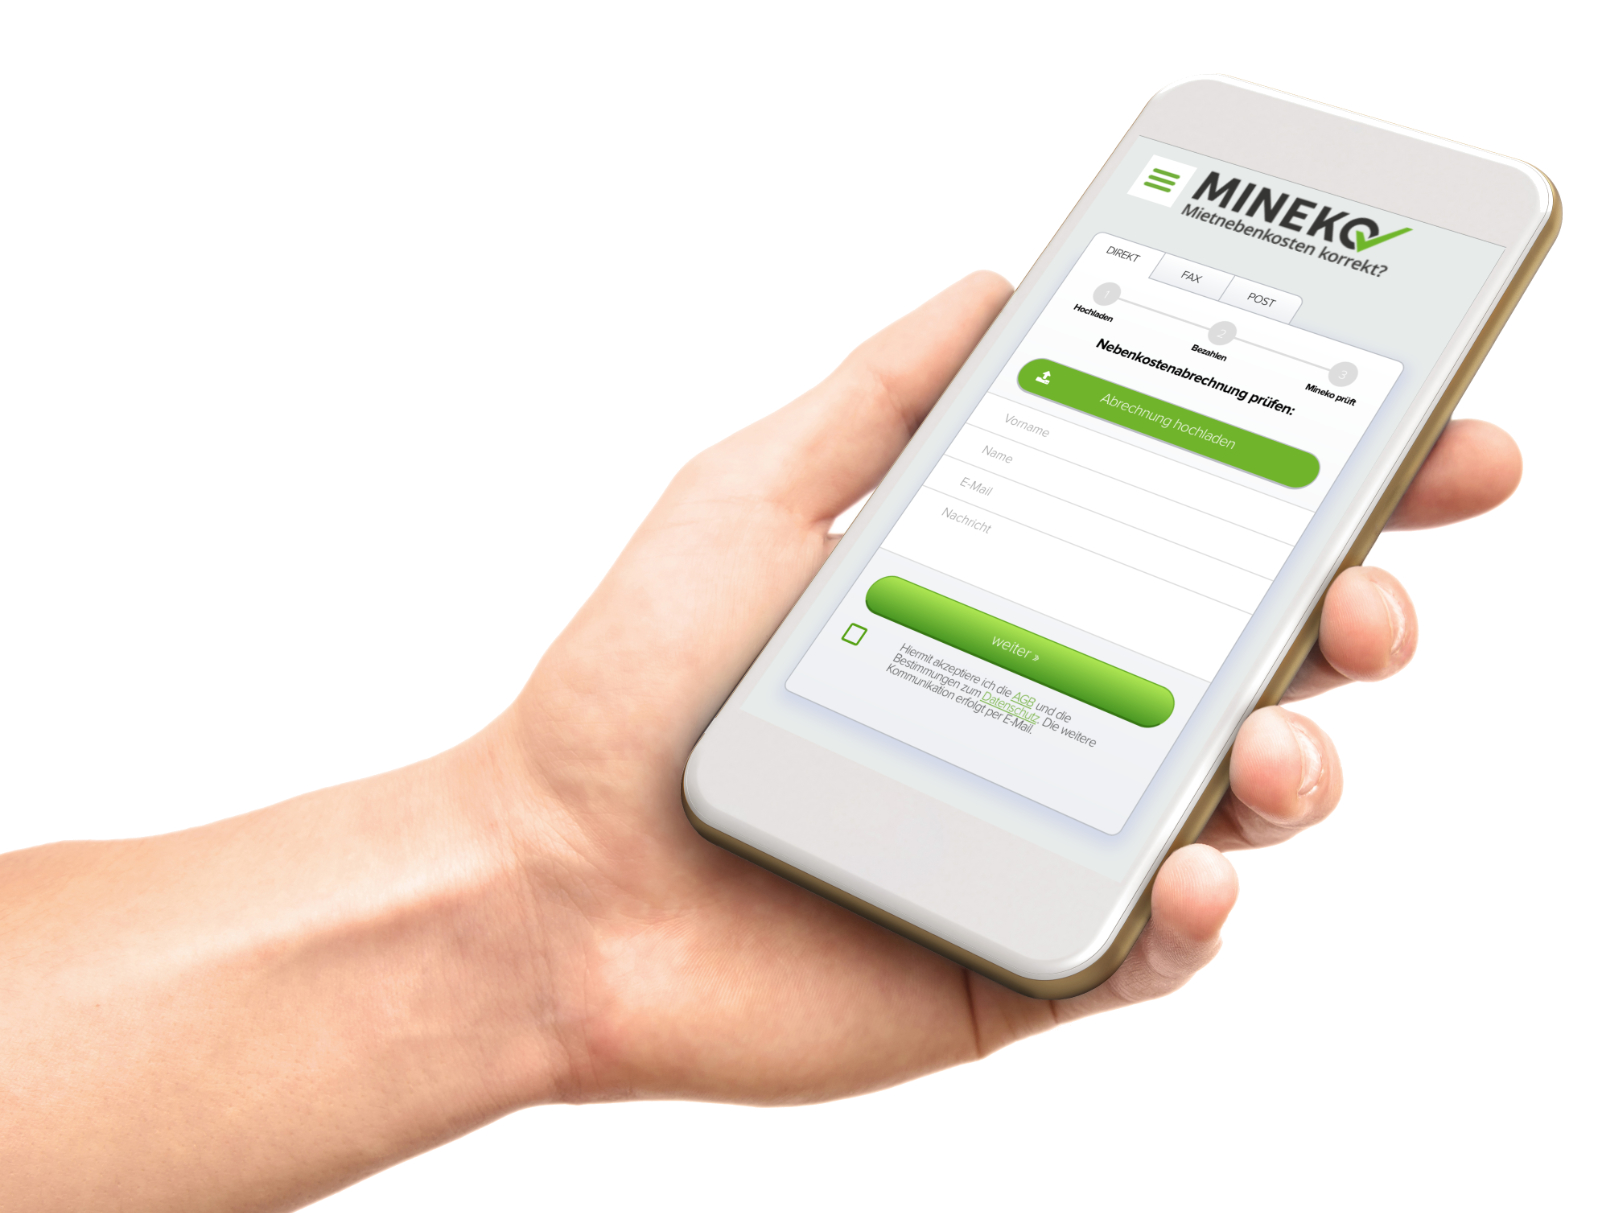 MINEKO
Mietnebenkosten korrekt?
DIREKT
FAX
POST
1
2
3
Hochladen
Bezahlen
Mineko prüft
Nebenkostenabrechnung prüfen:
Abrechnung hochladen
Vorname
Name
E-Mail
Nachricht
weiter »
Hiermit akzeptiere ich die AGB und die
Bestimmungen zum Datenschutz. Die weitere
Kommunikation erfolgt per E-Mail.